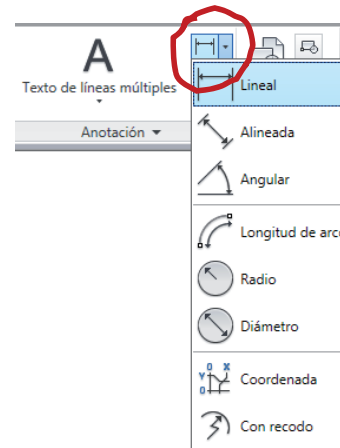 A
Texto de líneas múltiples
Anotación
Lineal
Alineada
Angular
Longitud de arc
Radio
Diámetro
Coordenada
Con recodo